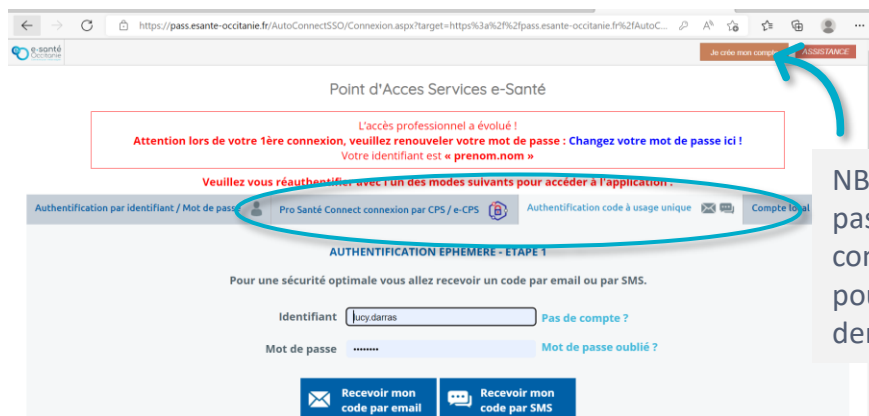 https://pass.esante-occitanie.fr/AutoConnectSSO/Connexion.aspx?target=https%3a%2f%2fpass.esante-occitanie.fr%2fAutoC...
e-santé
Occitanie
Je crée mon compte
ASSISTANCE
Point d'Acces Services e-Santé
L'accès professionnel a évolué !
Attention lors de votre 1ère connexion, veuillez renouveler votre mot de passe : Changez votre mot de passe ici !
Votre identifiant est « prenom.nom »
Veuillez vous réauthentifier avec l'un des modes suivants pour accéder à l'application :
Authentification par identifiant / Mot de passe
Pro Santé Connect connexion par CPS / e-CPS
Authentification code à usage unique
Compte local
AUTHENTIFICATION EPHEMERE - ETAPE 1
Pour une sécurité optimale vous allez recevoir un code par email ou par SMS.
Identifiant lucy.darras Pas de compte ?
Mot de passe •••••••• Mot de passe oublié ?
Recevoir mon
code par email
Recevoir mon
code par SMS
NB
pas
con
pou
der